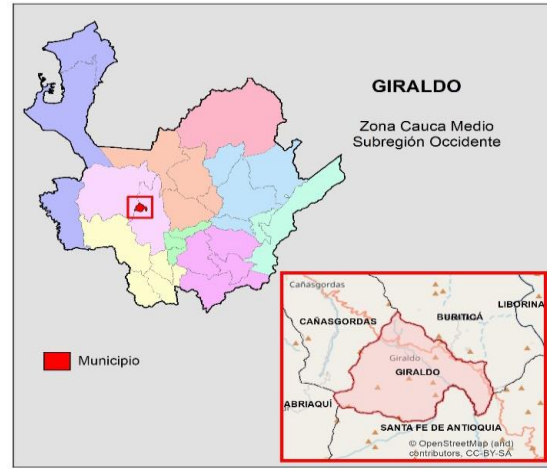 GIRALDO
Zona Cauca Medio
Subregión Occidente
Municipio
Cañasgordas
LIBORINA
CAÑASGORDAS
BURITICÁ
Giraldo
GIRALDO
ABRIAQUÍ
SANTA FE DE ANTIOQUIA
© OpenStreetMap (and)
contributors, CC-BY-SA